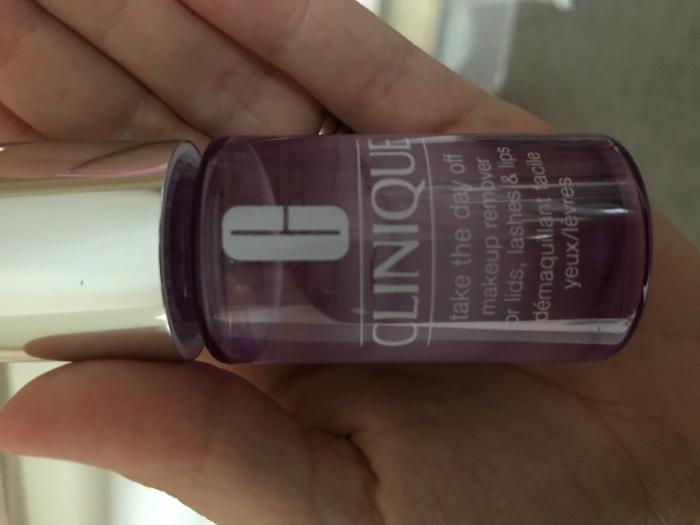 C
CLINIQUE
take the day off
makeup remover
for lids, lashes & lips
démaquillant facile
yeux/lèvres